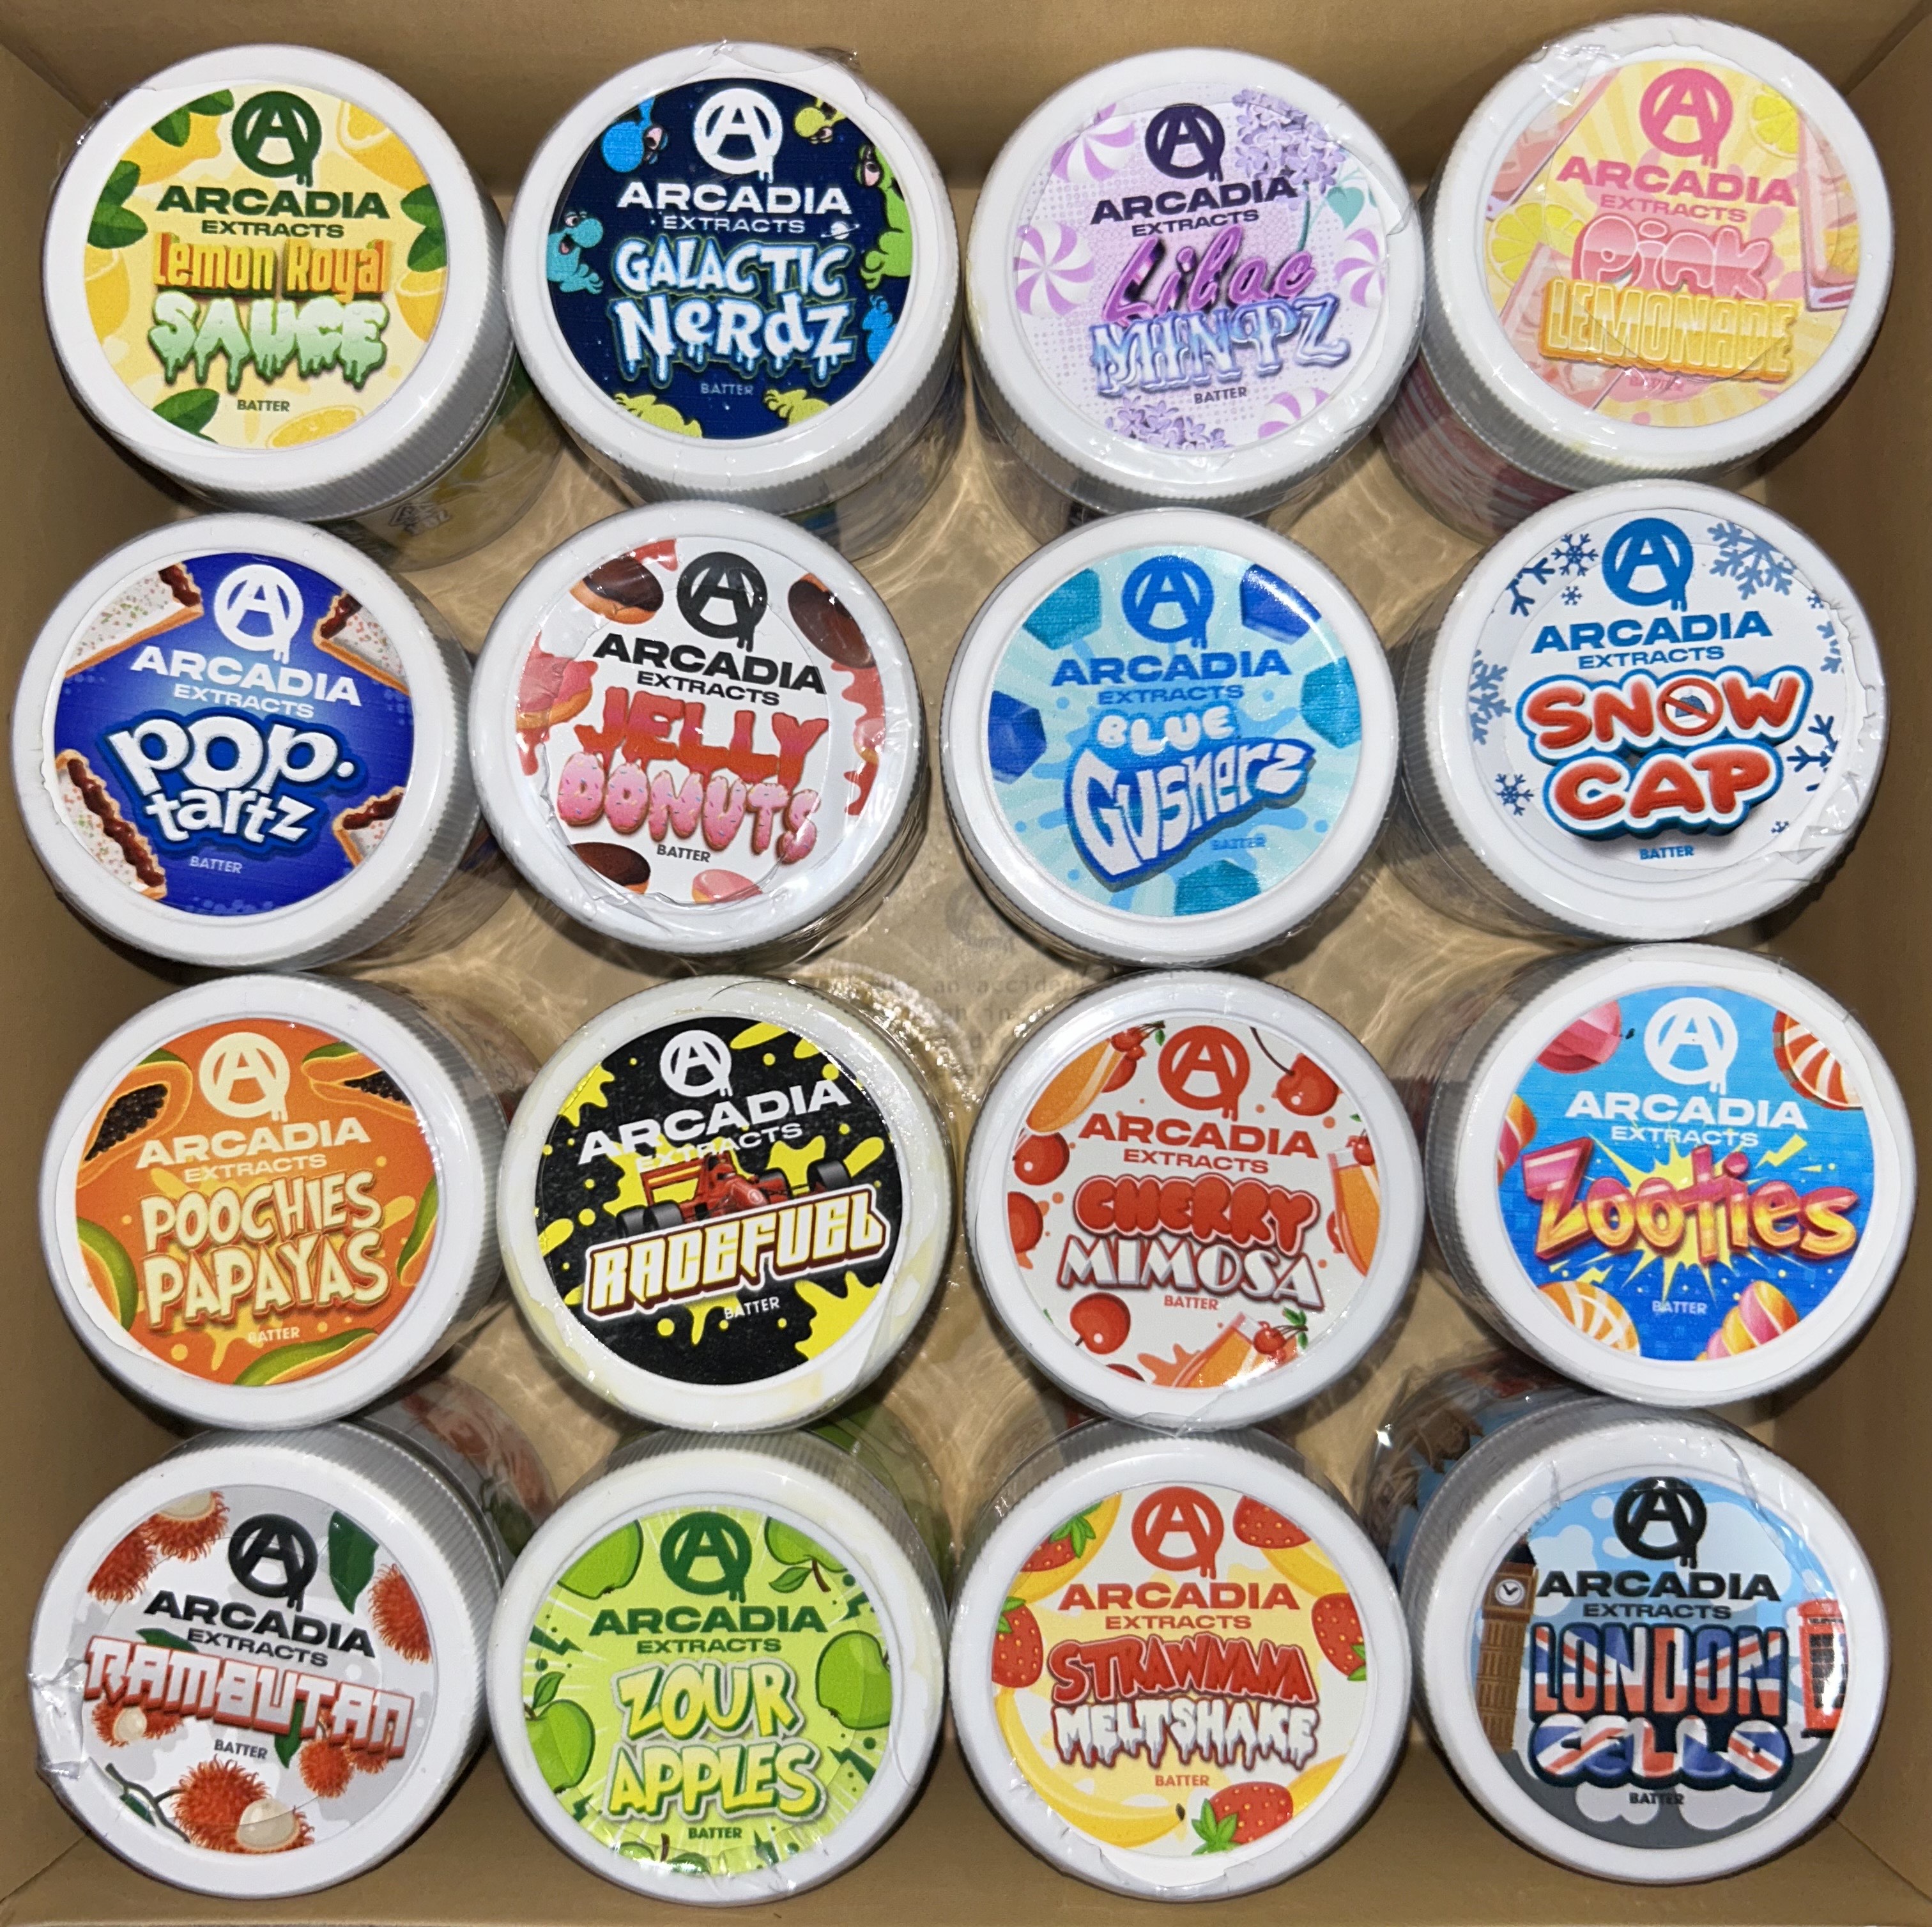 ARCADIA
EXTRACTS
Lemon Royal
SAUCE
BATTER
ARCADIA
EXTRACTS
GALACTIC
NeRdZ
BATTER
ARCADIA
EXTRACTS
Lilac
MINTZ
BATTER
ARCADIA
EXTRACTS
Pink
LEMONADE
BATTER
ARCADIA
EXTRACTS
pop.
tartz
BATTER
ARCADIA
EXTRACTS
JELLY
DONUTS
BATTER
ARCADIA
EXTRACTS
BLUE
Gusherz
BATTER
ARCADIA
EXTRACTS
SNOW
CAP
BATTER
an accident
ARCADIA
EXTRACTS
POOCHIES
PAPAYAS
BATTER
ARCADIA
EXTRACTS
RACEFUEL
BATTER
ARCADIA
EXTRACTS
CHERRY
MIMOSA
BATTER
ARCADIA
EXTRACTS
Zooties
BATTER
ARCADIA
EXTRACTS
RAMBUTAN
BATTER
ARCADIA
EXTRACTS
ZOUR
APPLES
BATTER
ARCADIA
EXTRACTS
STRAWNANA
MELTSHAKE
BATTER
ARCADIA
EXTRACTS
LONDON
CELLO
BATTER